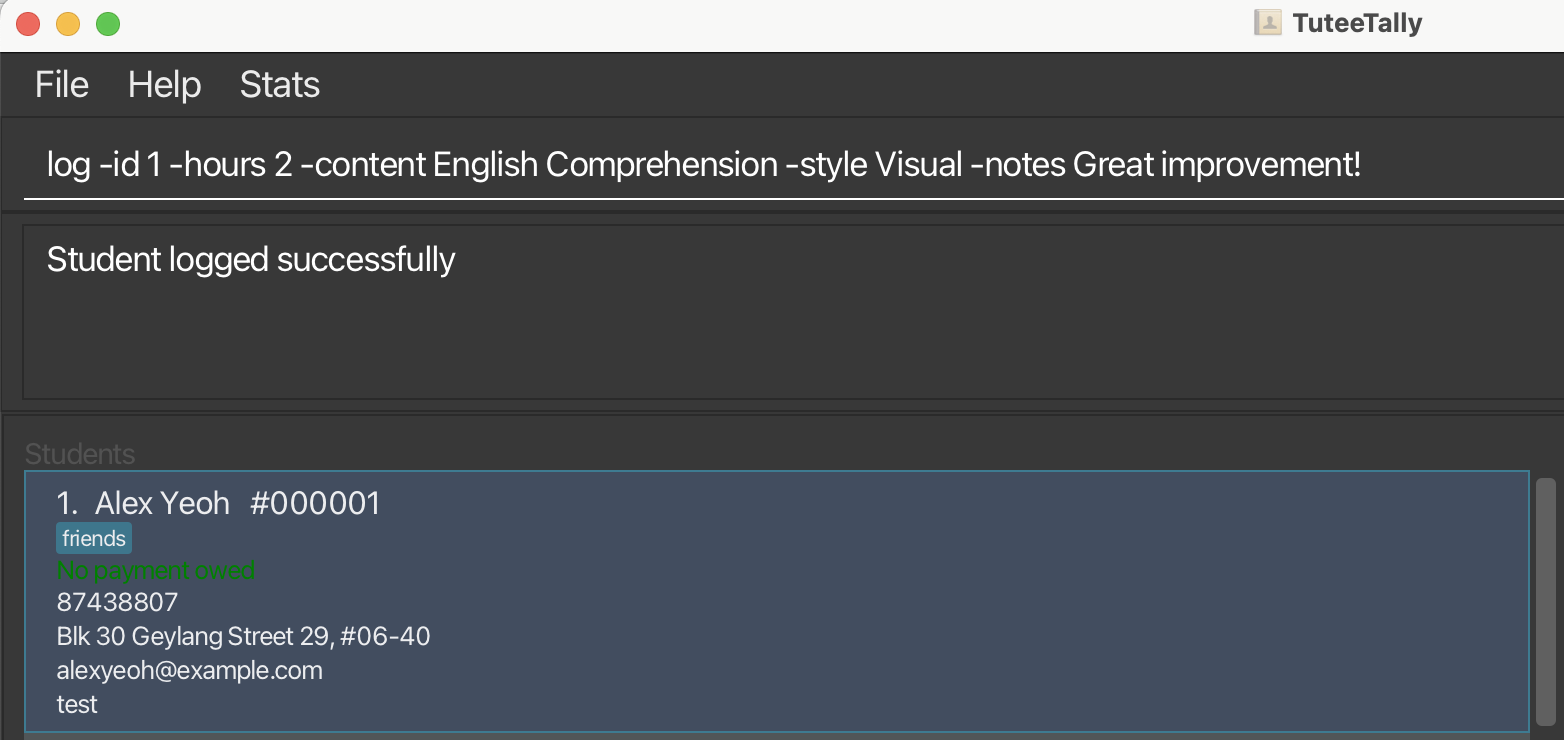 TuteeTally
File Help Stats
log -id 1 -hours 2 -content English Comprehension -style Visual -notes Great improvement!
Student logged successfully
Students
1. Alex Yeoh #000001
friends
No payment owed
87438807
Blk 30 Geylang Street 29, #06-40
alexyeoh@example.com
test